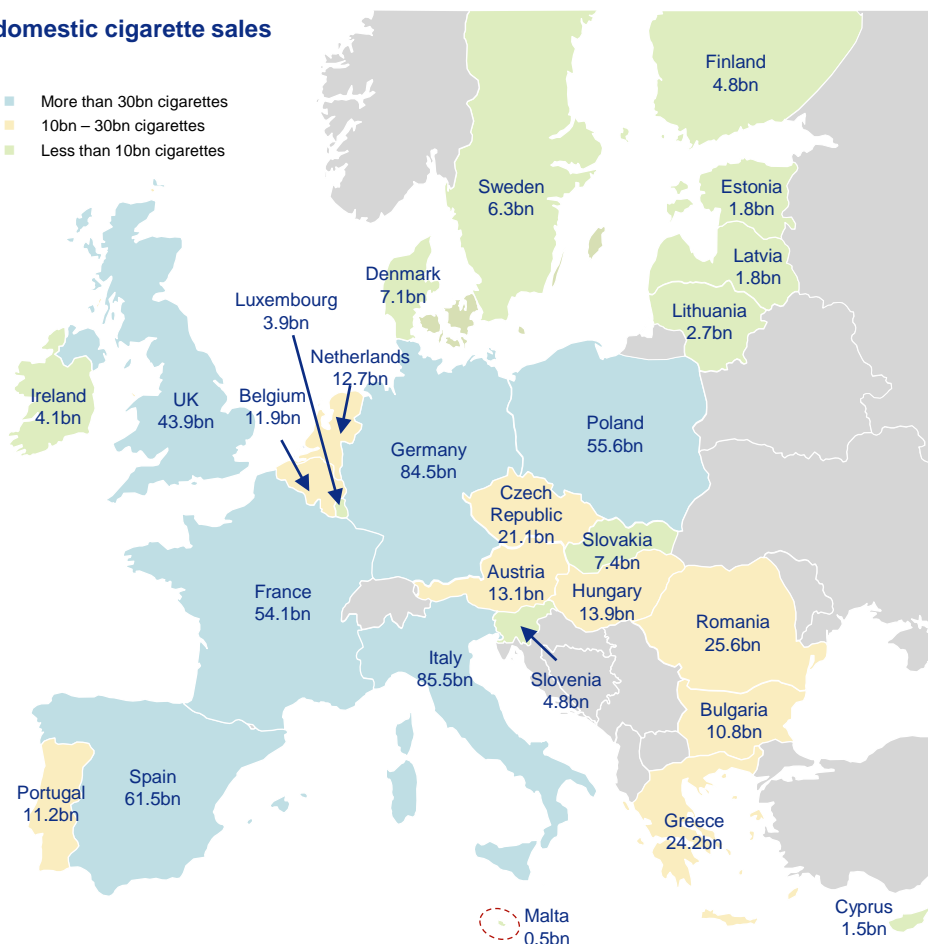 domestic cigarette sales
More than 30bn cigarettes
10bn – 30bn cigarettes
Less than 10bn cigarettes
Finland
4.8bn
Sweden
6.3bn
Estonia
1.8bn
Latvia
1.8bn
Lithuania
2.7bn
Denmark
7.1bn
Luxembourg
3.9bn
Netherlands
12.7bn
Belgium
11.9bn
Ireland
4.1bn
UK
43.9bn
Germany
84.5bn
Poland
55.6bn
Czech
Republic
21.1bn
Slovakia
7.4bn
Austria
13.1bn
Hungary
13.9bn
France
54.1bn
Romania
25.6bn
Italy
85.5bn
Slovenia
4.8bn
Bulgaria
10.8bn
Portugal
11.2bn
Spain
61.5bn
Greece
24.2bn
Malta
0.5bn
Cyprus
1.5bn